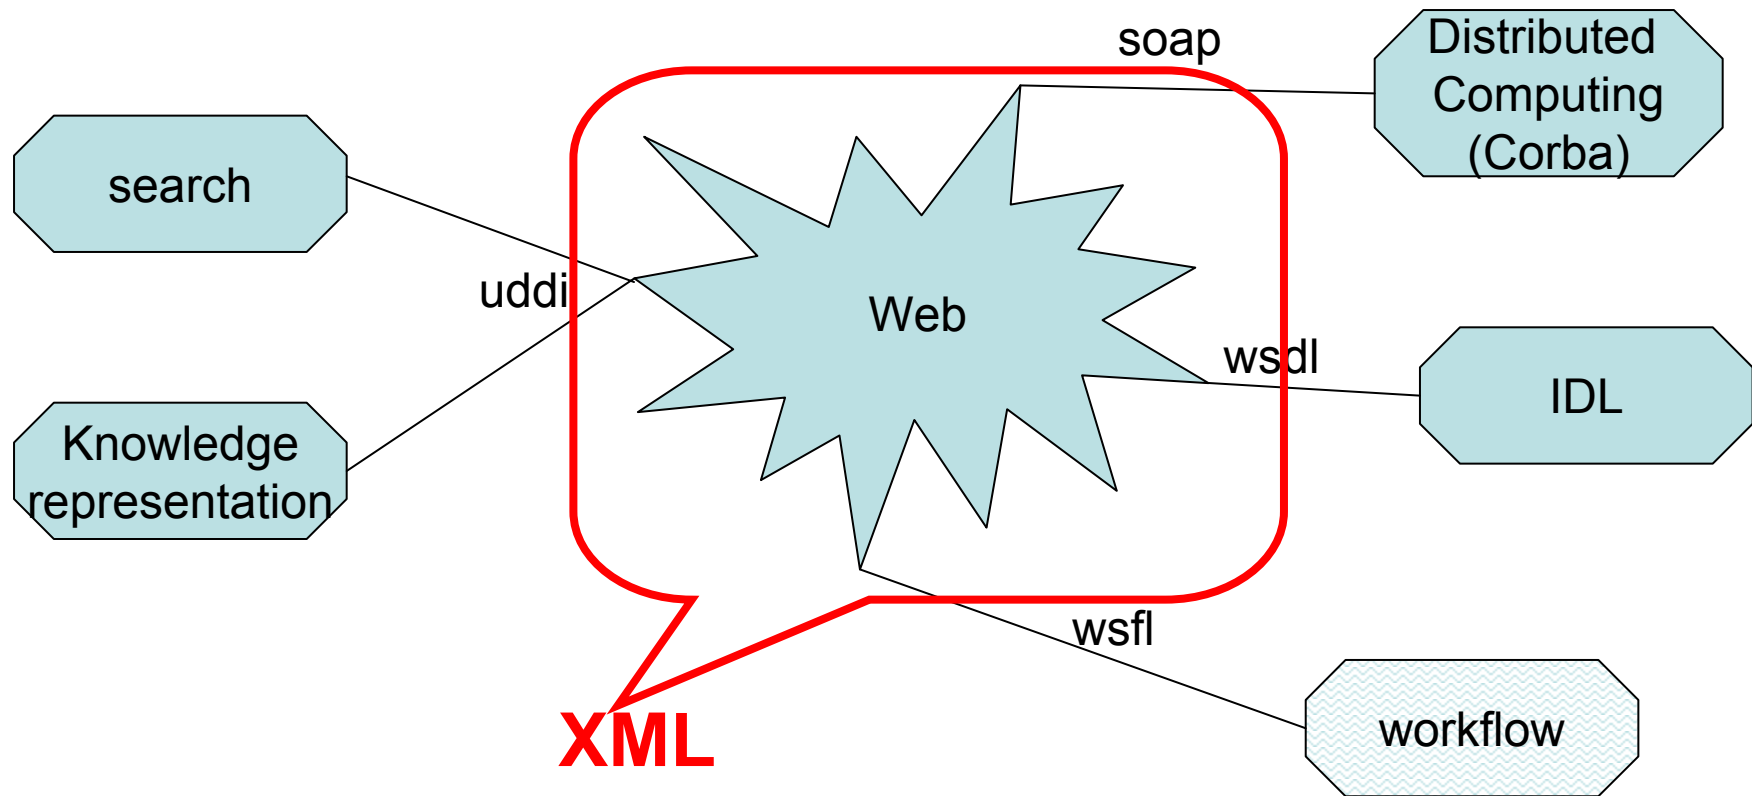 soap
Distributed
Computing
(Corba)
search
uddi
Web
wsdl
IDL
Knowledge
representation
wsfl
workflow
XML